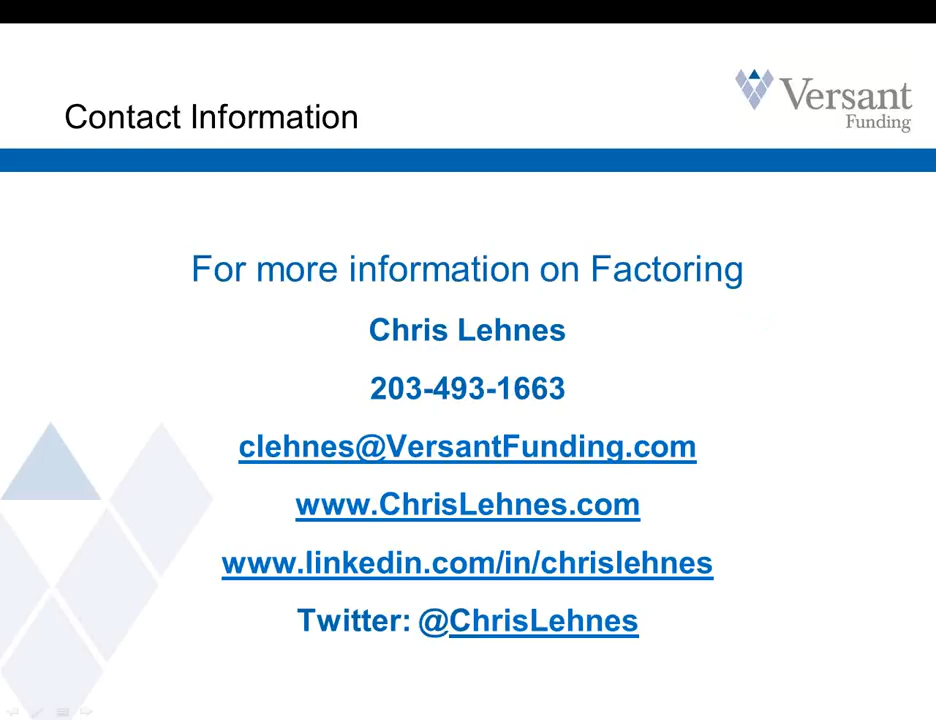 Contact Information
Versant
Funding
For more information on Factoring
Chris Lehnes
203-493-1663
clehnes@VersantFunding.com
www.ChrisLehnes.com
www.linkedin.com/in/chrislehnes
Twitter: @ChrisLehnes